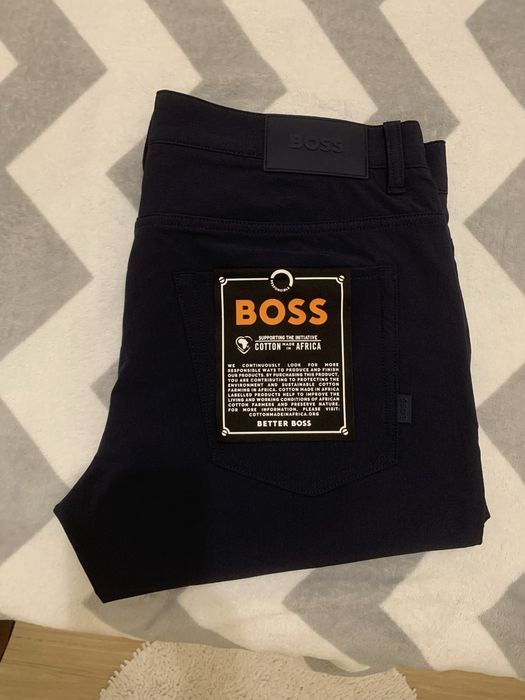 BOSS
RESPONSIBLE
BOSS
SUPPORTING THE INITIATIVE
COTTON MADE IN AFRICA
WE CONTINUOUSLY LOOK FOR MORE
RESPONSIBLE WAYS TO PRODUCE AND FINISH
OUR PRODUCTS. BY PURCHASING THIS PRODUCT,
YOU ARE CONTRIBUTING TO PROTECTING THE
ENVIRONMENT AND SUSTAINABLE COTTON
FARMING IN AFRICA. COTTON MADE IN AFRICA
LABELLED PRODUCTS HELP TO IMPROVE THE
LIVING AND WORKING CONDITIONS OF AFRICAN
COTTON FARMERS AND PRESERVE NATURE.
FOR MORE INFORMATION, PLEASE VISIT:
COTTONMADEINAFRICA.ORG
BETTER BOSS
BOSS